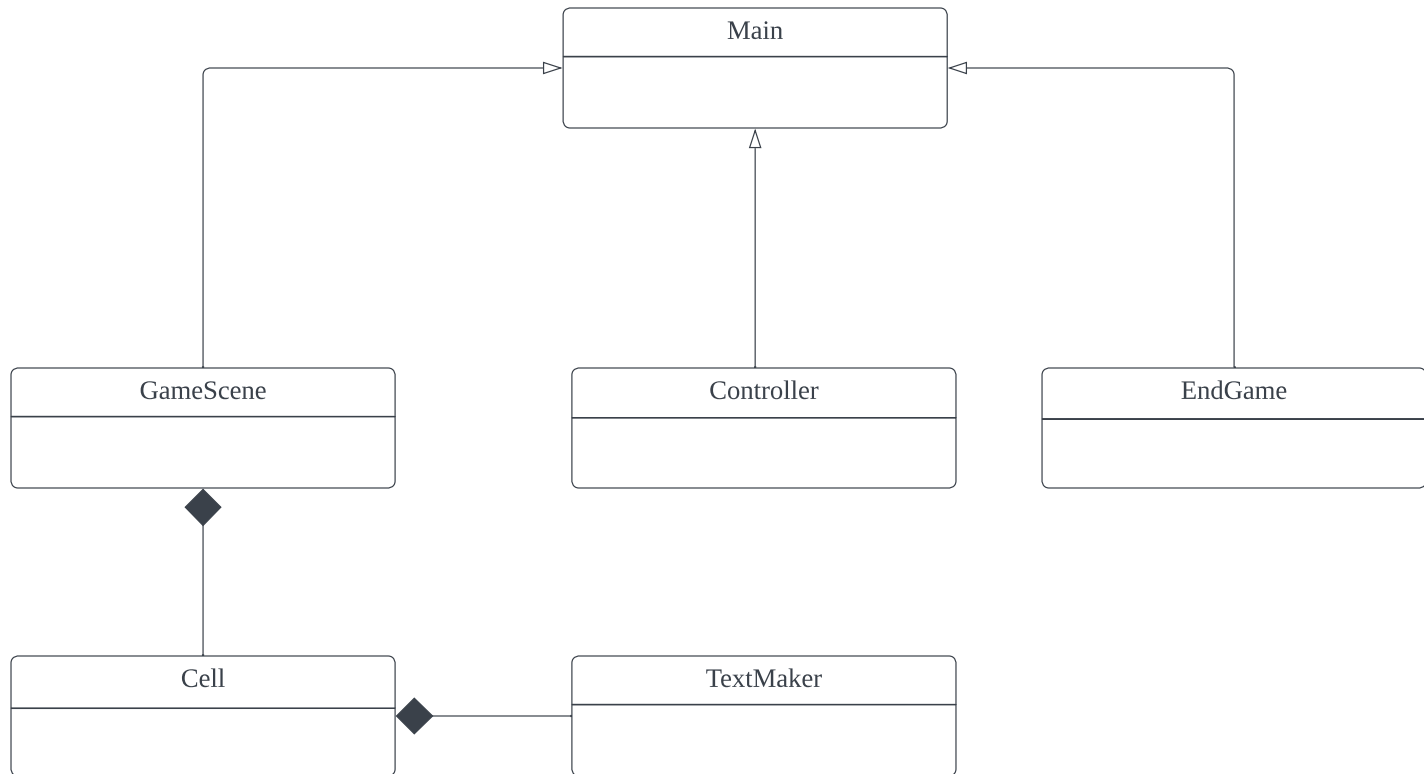 Main
GameScene
Controller
EndGame
Cell
TextMaker